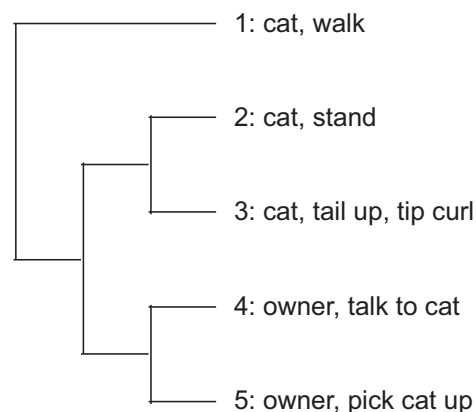 1: cat, walk
2: cat, stand
3: cat, tail up, tip curl
4: owner, talk to cat
5: owner, pick cat up